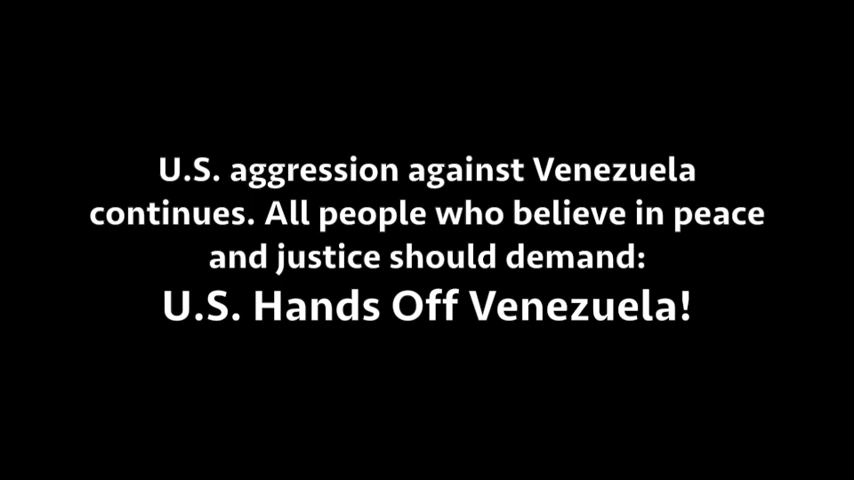 U.S. aggression against Venezuela
continues. All people who believe in peace
and justice should demand:
U.S. Hands Off Venezuela!